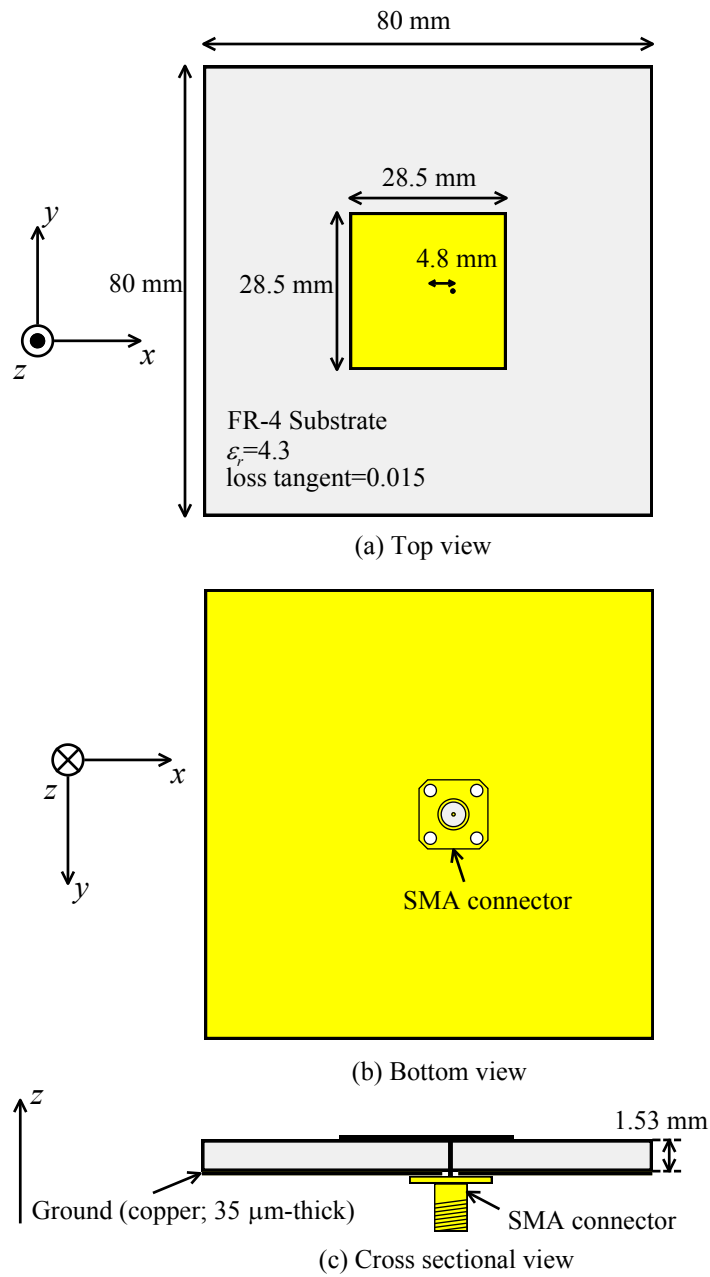 80 mm
28.5 mm
y
4.8 mm
80 mm
28.5 mm
z
x
FR-4 Substrate
εr=4.3
loss tangent=0.015
(a) Top view
z
x
y
SMA connector
(b) Bottom view
z
1.53 mm
Ground (copper; 35 μm-thick)
SMA connector
(c) Cross sectional view